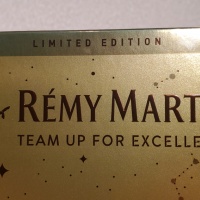 LIMITED EDITION
RÉMY MART
TEAM UP FOR EXCELLE